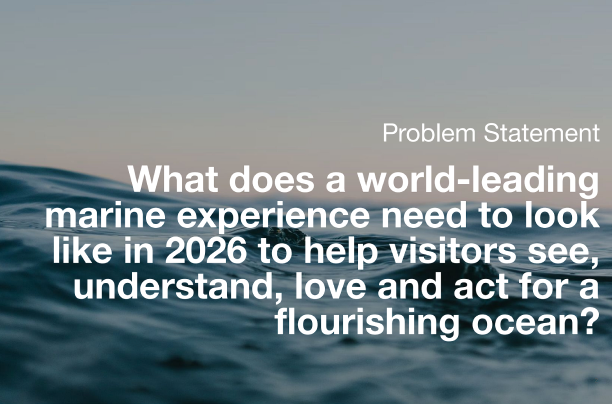 Problem Statement
What does a world-leading
marine experience need to look
like in 2026 to help visitors see,
understand, love and act for a
flourishing ocean?